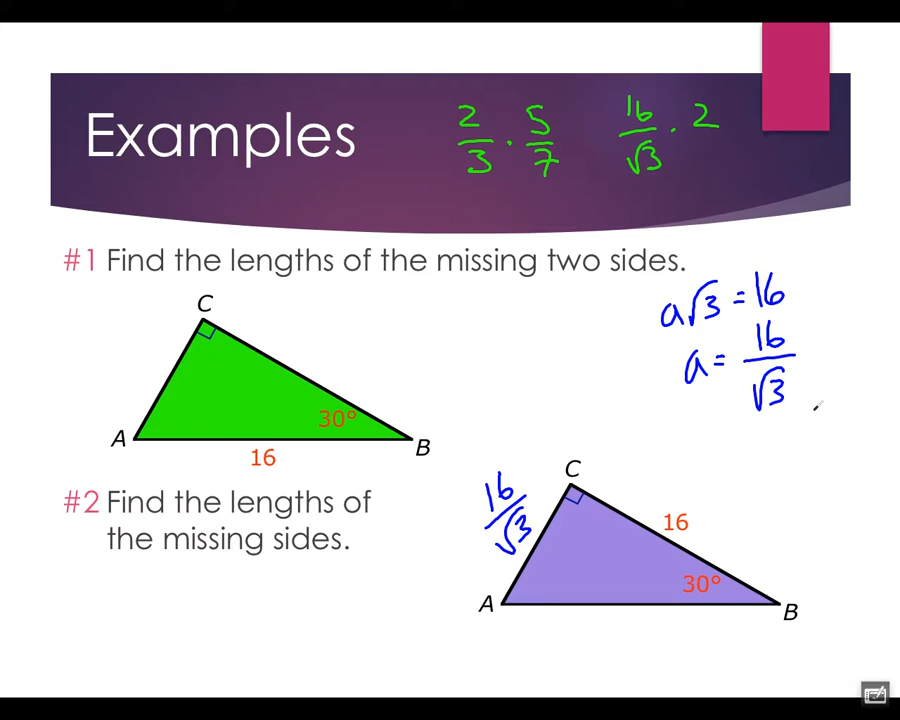 Examples
2/3 · 5/7
16/√3 · 2
#1 Find the lengths of the missing two sides.
a√3 = 16
a = 16/√3
C
A
30°
B
16
#2 Find the lengths of
the missing sides.
C
16/√3
16
30°
A
B